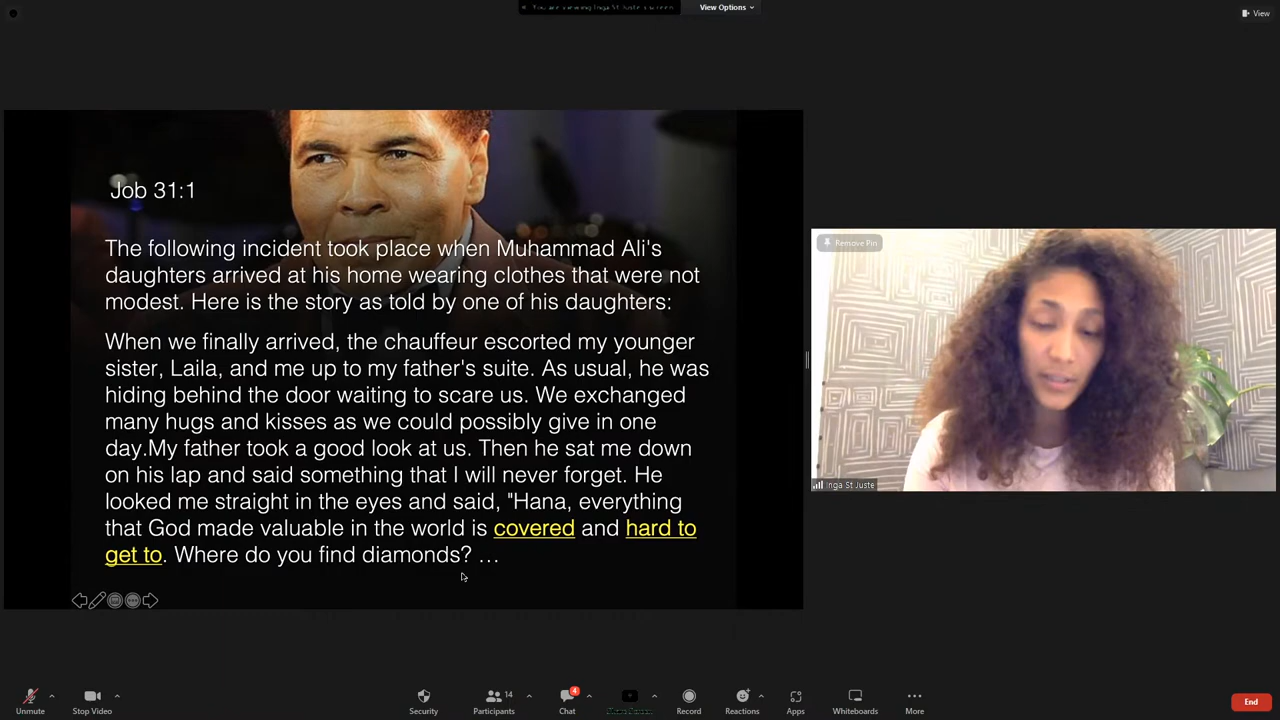 You are viewing Inga St Juste's screen
View Options
View
Job 31:1
The following incident took place when Muhammad Ali's
daughters arrived at his home wearing clothes that were not
modest. Here is the story as told by one of his daughters:
When we finally arrived, the chauffeur escorted my younger
sister, Laila, and me up to my father's suite. As usual, he was
hiding behind the door waiting to scare us. We exchanged
many hugs and kisses as we could possibly give in one
day.My father took a good look at us. Then he sat me down
on his lap and said something that I will never forget. He
looked me straight in the eyes and said, "Hana, everything
that God made valuable in the world is covered and hard to
get to. Where do you find diamonds? …
Remove Pin
Inga St Juste
Unmute
Stop Video
Security
Participants
14
Chat
4
Record
Reactions
Apps
Whiteboards
More
End